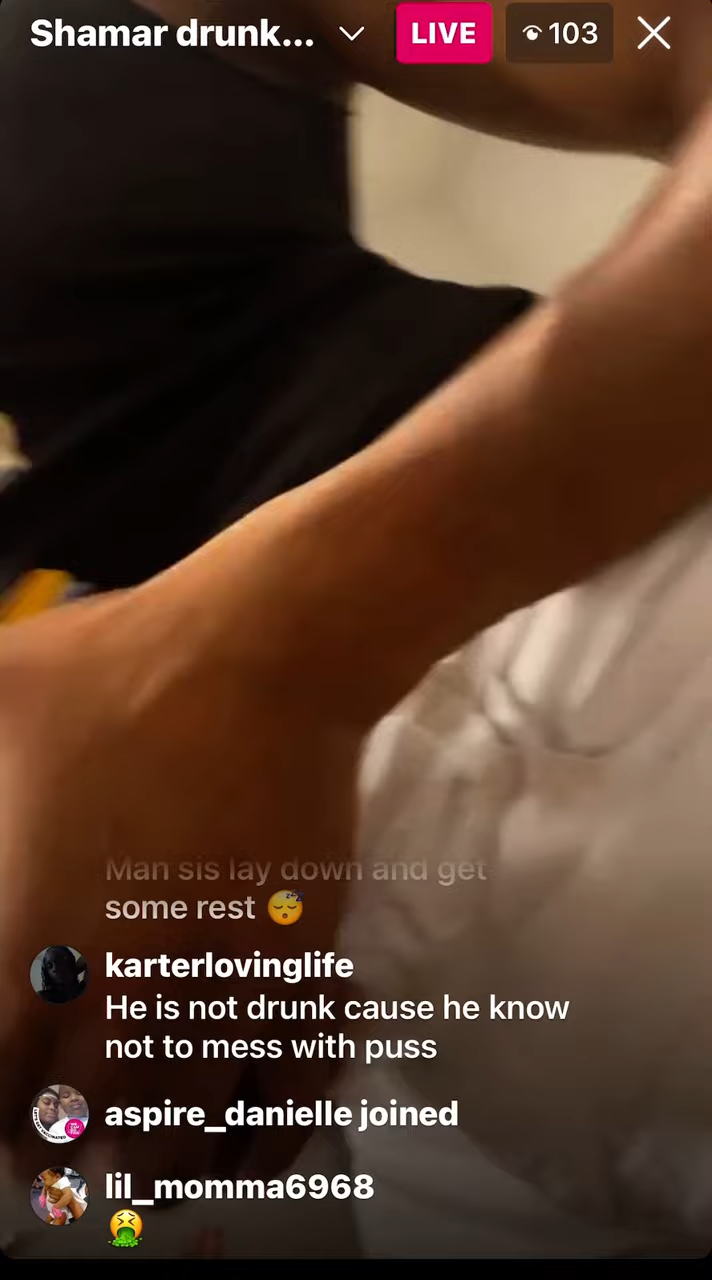 Shamar drunk...
LIVE
103
Man sis lay down and get
some rest 😴
karterlovinglife
He is not drunk cause he know
not to mess with puss
aspire_danielle joined
lil_momma6968
🤮